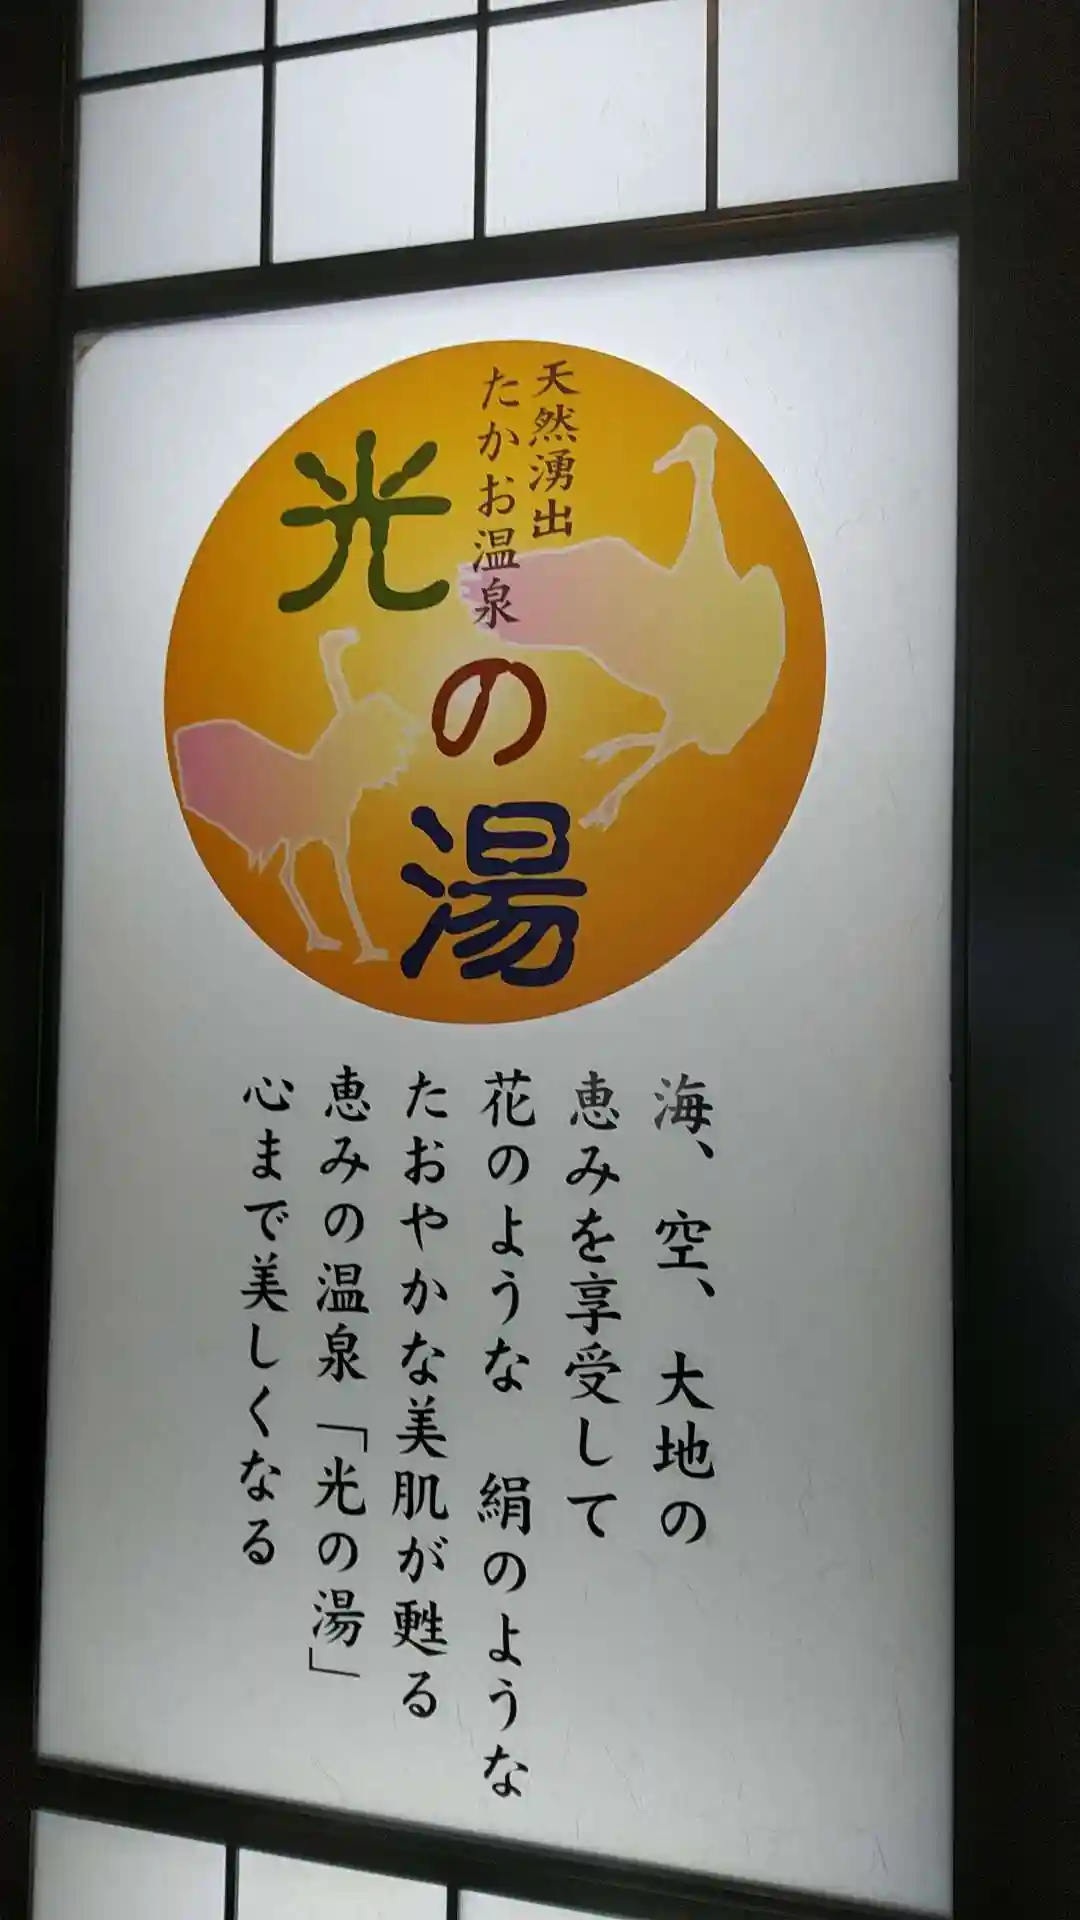 天然湧出
たかお温泉
光の湯
海、空、大地の
恵みを享受して
花のような 絹のような
たおやかな美肌が甦る
恵みの温泉「光の湯」
心まで美しくなる